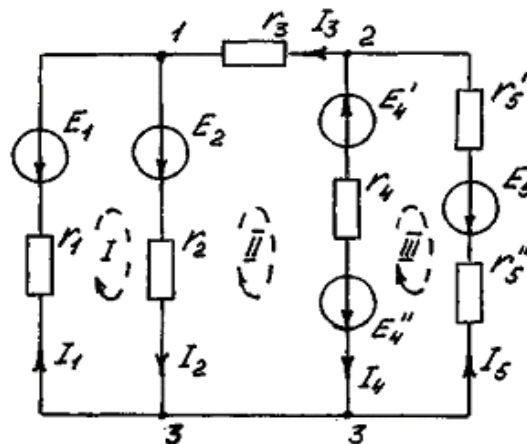 1 r₃ I₃ 2
E₁ E₂ E₄′ r₅′
r₁ I r₂ II r₄ III E₅
E₄″ r₅″
I₁ I₂ I₄ I₅
3 3